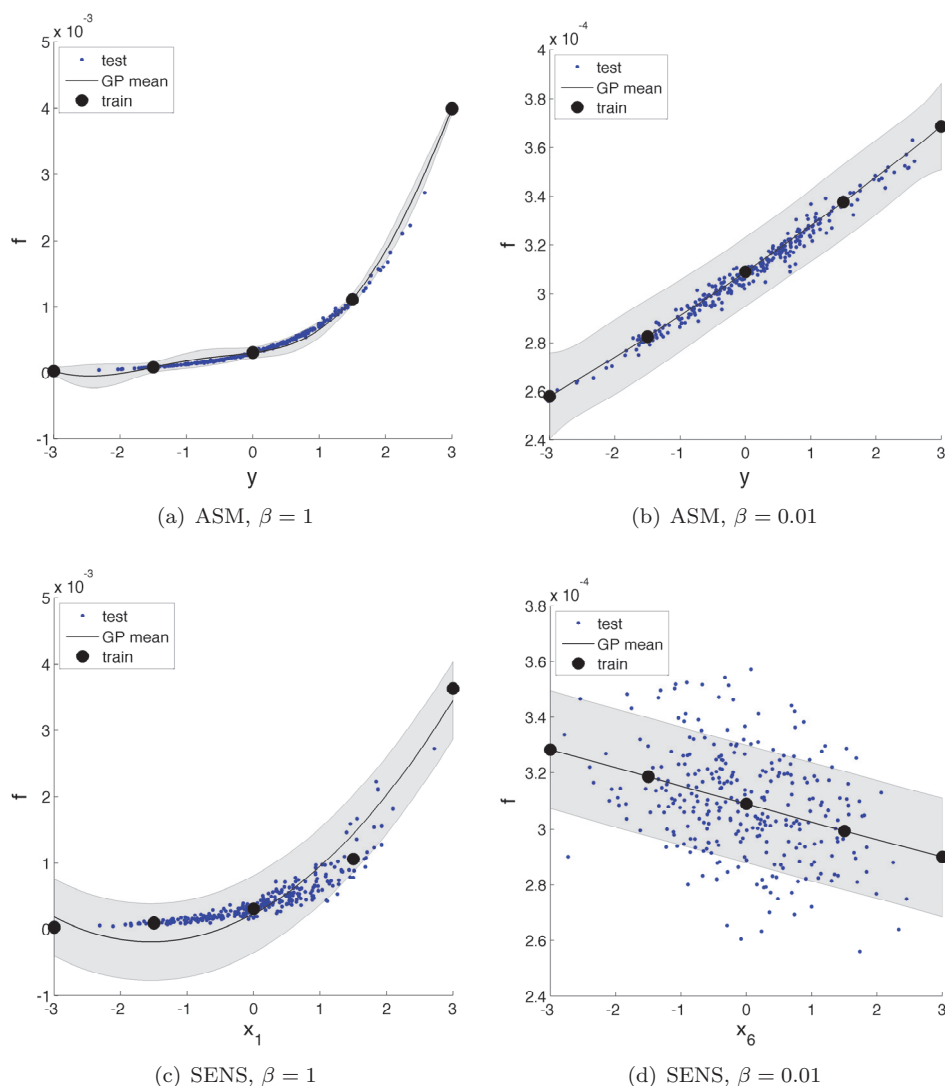 x 10^-3
5
4
3
2
1
0
-1
f
-3 -2 -1 0 1 2 3
y
test
GP mean
train
(a) ASM, β = 1
x 10^-4
4
3.8
3.6
3.4
3.2
3
2.8
2.6
2.4
f
-3 -2 -1 0 1 2 3
y
test
GP mean
train
(b) ASM, β = 0.01
x 10^-3
5
4
3
2
1
0
-1
f
-3 -2 -1 0 1 2 3
x_1
test
GP mean
train
(c) SENS, β = 1
x 10^-4
3.8
3.6
3.4
3.2
3
2.8
2.6
2.4
f
-3 -2 -1 0 1 2 3
x_6
test
GP mean
train
(d) SENS, β = 0.01